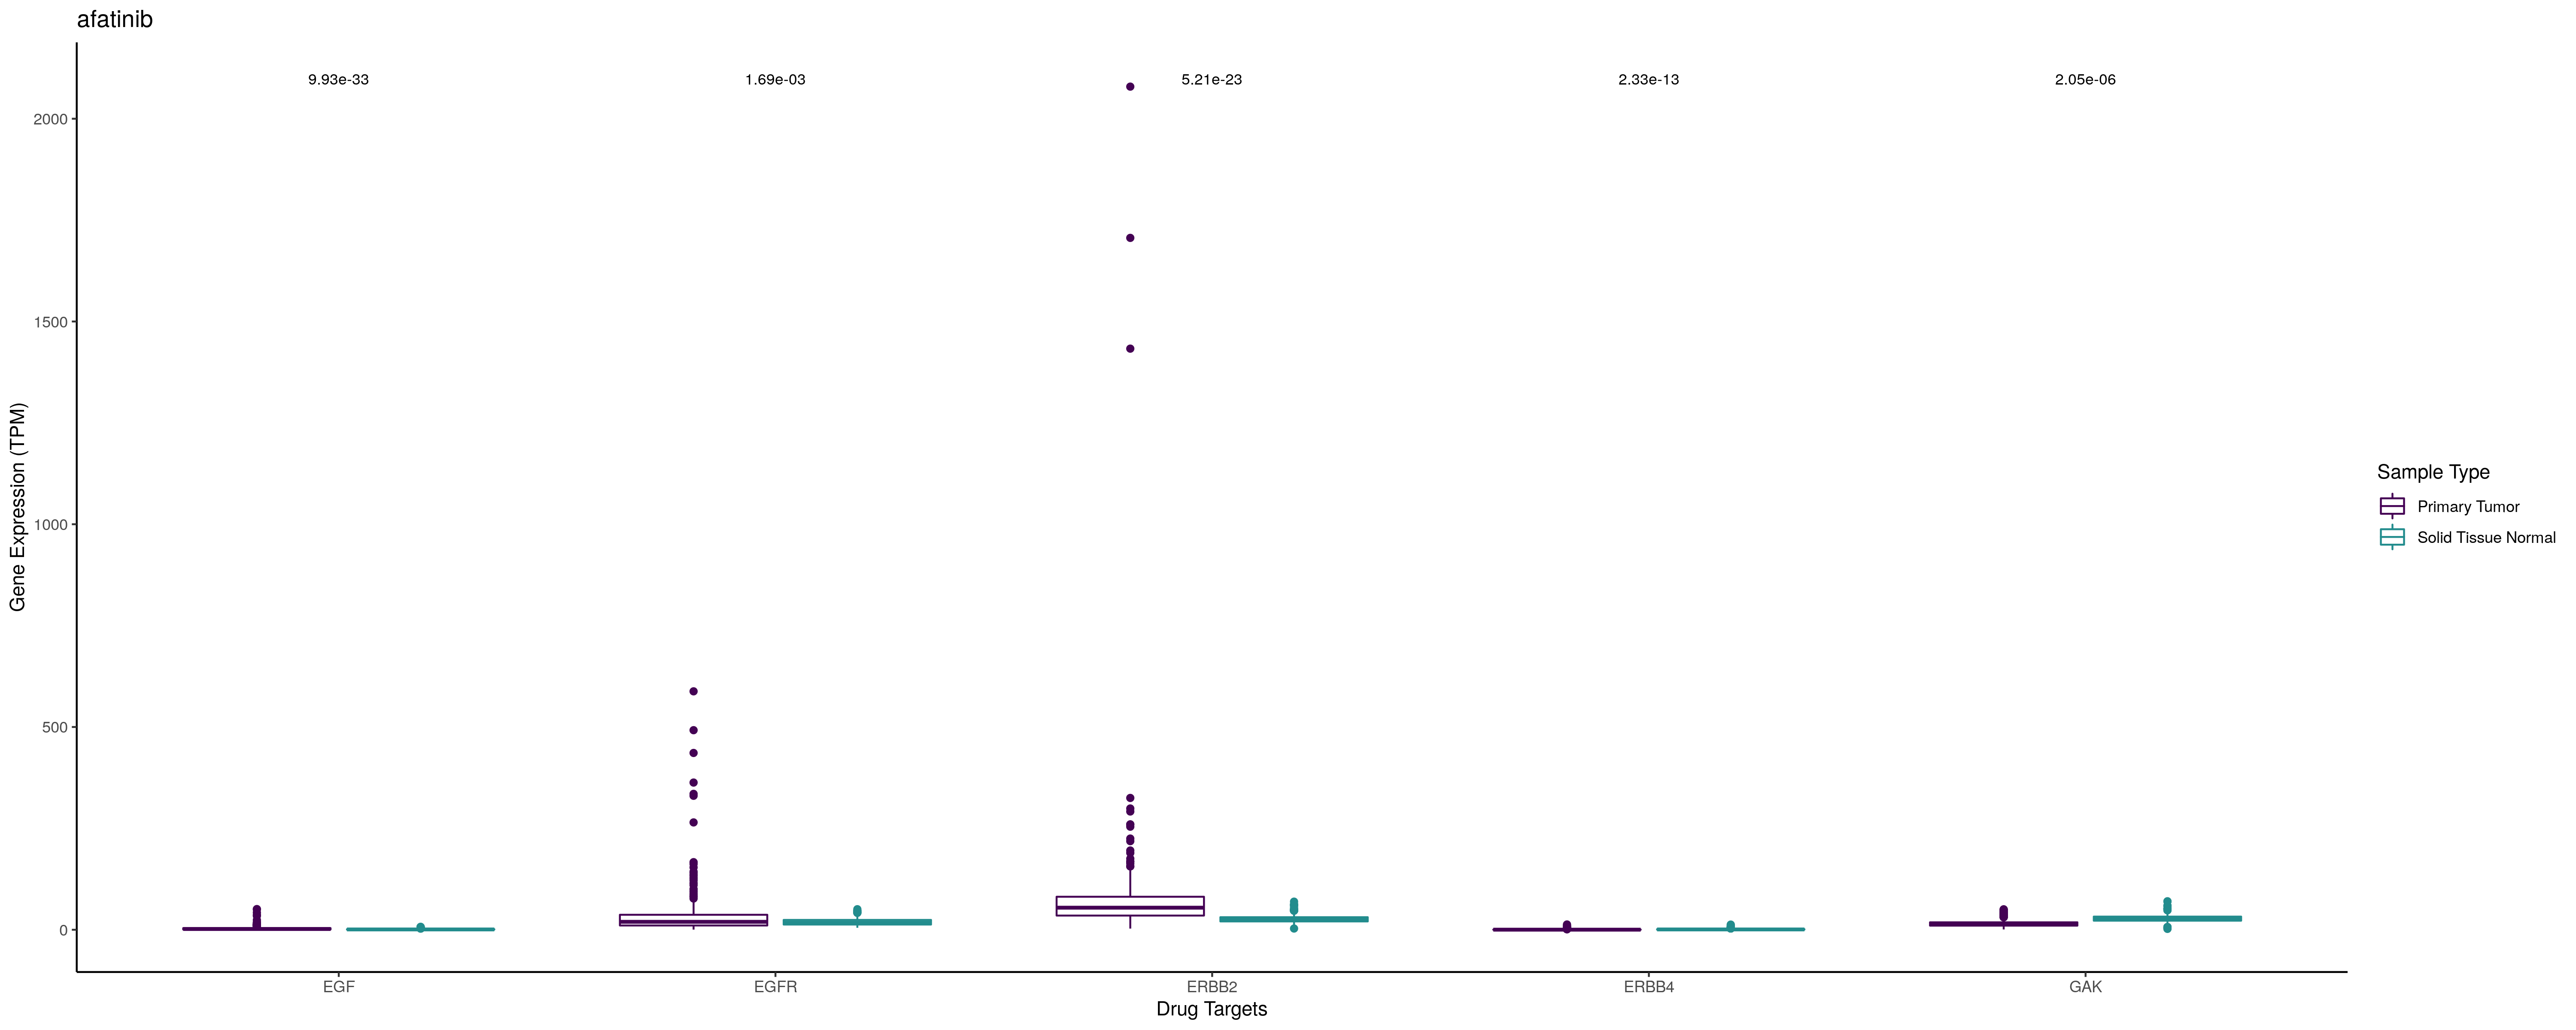 afatinib
9.93e-33
1.69e-03
5.21e-23
2.33e-13
2.05e-06
2000
1500
1000
500
0
Gene Expression (TPM)
EGF
EGFR
ERBB2
ERBB4
GAK
Drug Targets
Sample Type
Primary Tumor
Solid Tissue Normal